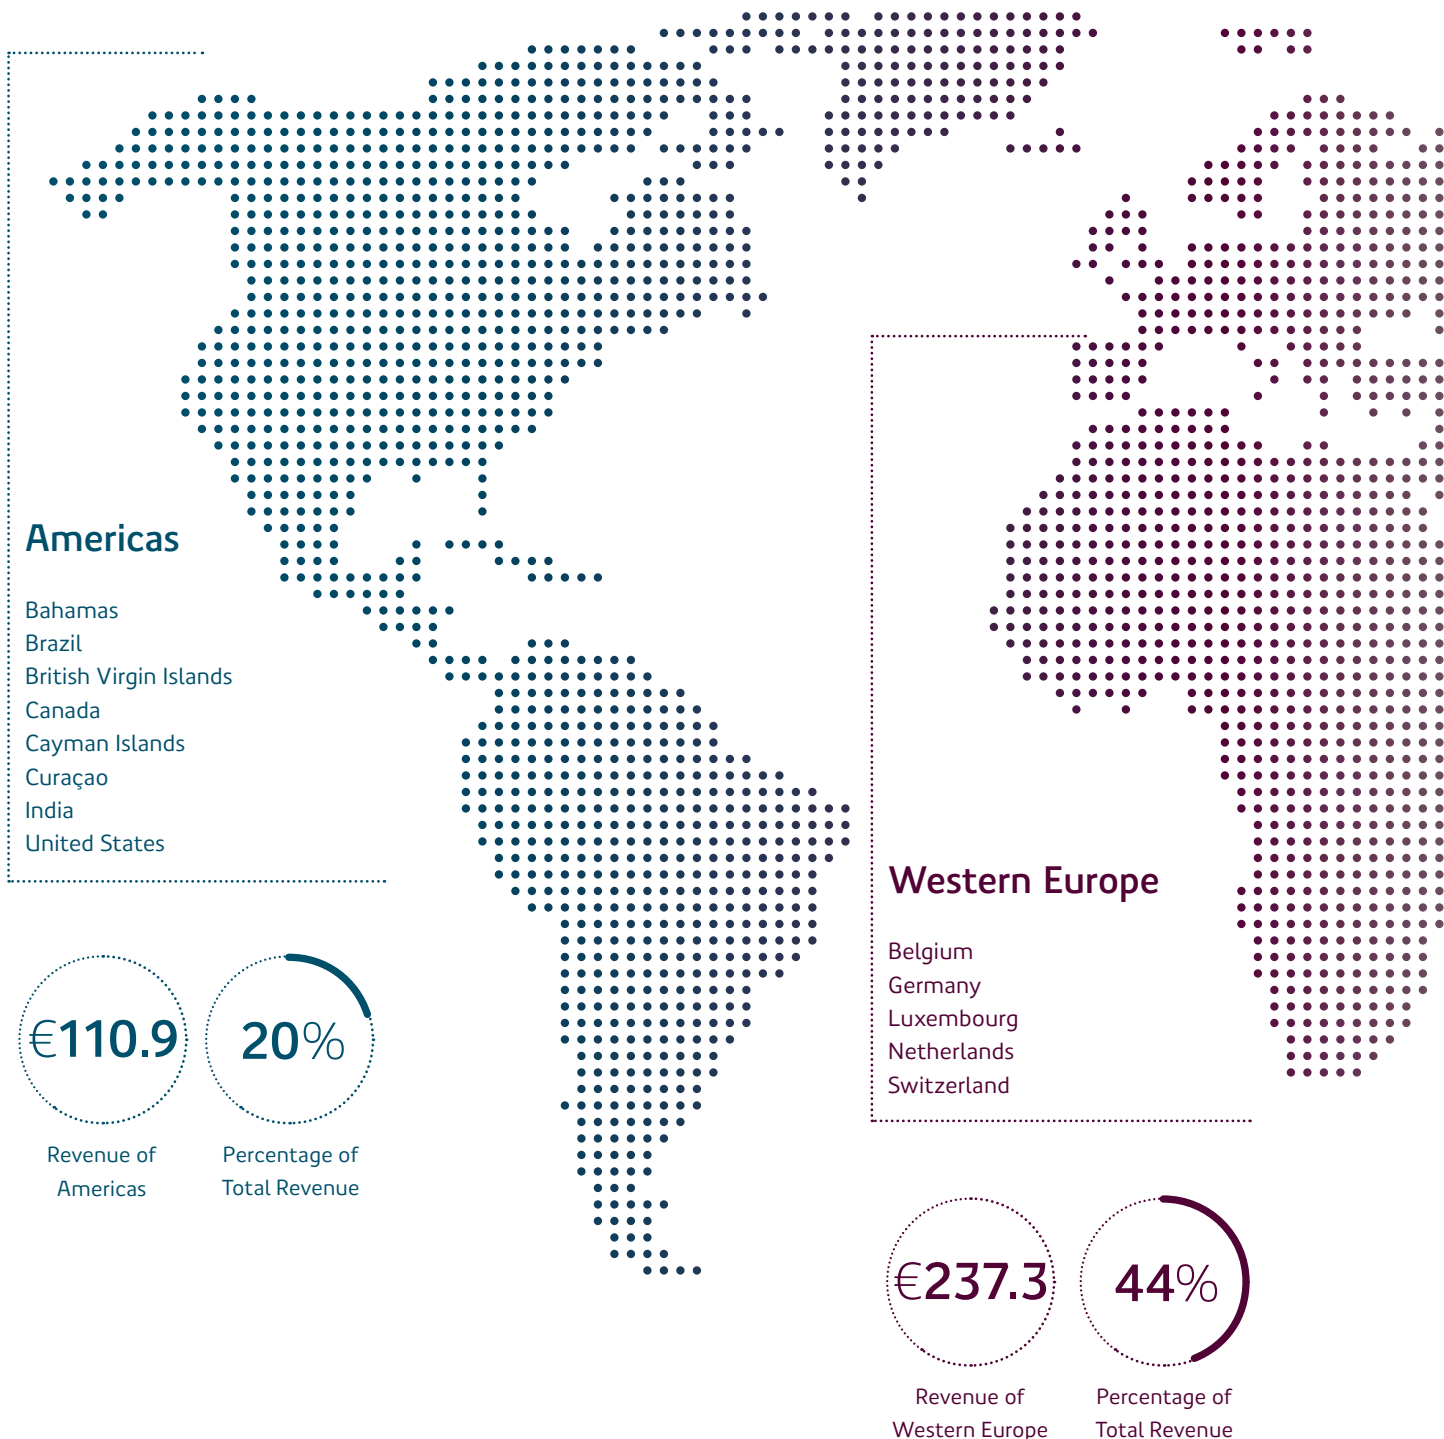 Americas
Bahamas
Brazil
British Virgin Islands
Canada
Cayman Islands
Curaçao
India
United States
€110.9
20%
Revenue of
Americas
Percentage of
Total Revenue
Western Europe
Belgium
Germany
Luxembourg
Netherlands
Switzerland
€237.3
44%
Revenue of
Western Europe
Percentage of
Total Revenue